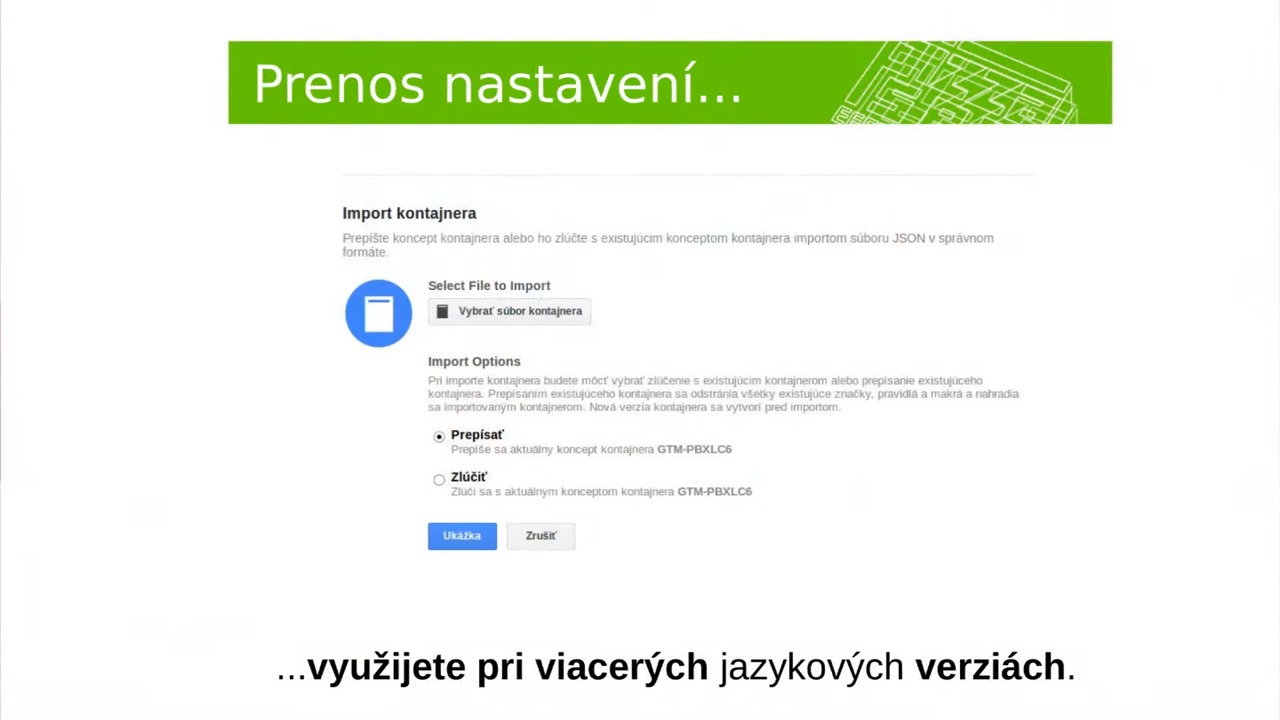 Prenos nastavení...
Import kontajnera
Prepíšte koncept kontajnera alebo ho zlúčte s existujúcim konceptom kontajnera importom súboru JSON v správnom
formáte.
Select File to Import
Vybrať súbor kontajnera
Import Options
Pri importe kontajnera budete môcť vybrať zlúčenie s existujúcim kontajnerom alebo prepísanie existujúceho
kontajnera. Prepísaním existujúceho kontajnera sa odstránia všetky existujúce značky, pravidlá a makrá a nahradia
sa importovaným kontajnerom. Nová verzia kontajnera sa vytvorí pred importom.
Prepísať
Prepíše sa aktuálny koncept kontajnera GTM-PBXLC6
Zlúčiť
Zlúči sa s aktuálnym konceptom kontajnera GTM-PBXLC6
Ukážka Zrušiť
...využijete pri viacerých jazykových verziách.